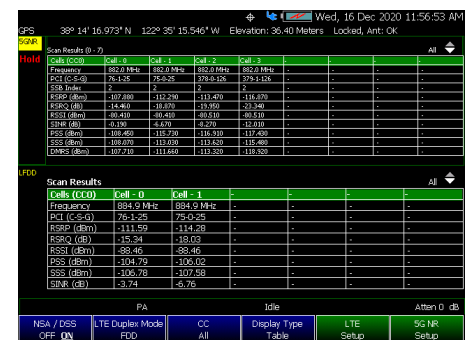 Wed, 16 Dec 2020 11:56:53 AM
GPS 38° 14' 16.973" N 122° 35' 15.546" W Elevation: 36.40 Meters Locked, Ant: OK
5GNR
Hold
Scan Results (0 - 7) All
Cells (CC0) Cell - 0 Cell - 1 Cell - 2 Cell - 3 - - - -
Frequency 882.0 MHz 882.0 MHz 882.0 MHz 882.0 MHz - - - -
PCI (C-S-G) 76-1-25 75-0-25 378-0-126 379-1-126 - - - -
SSB Index 2 2 2 2 - - - -
RSRP (dBm) -107.880 -112.290 -113.470 -116.870 - - - -
RSRQ (dB) -14.460 -18.870 -19.950 -23.340 - - - -
RSSI (dBm) -80.410 -80.410 -80.510 -80.510 - - - -
SINR (dB) -0.190 -6.670 -8.270 -12.010 - - - -
PSS (dBm) -108.450 -115.730 -116.910 -117.430 - - - -
SSS (dBm) -108.070 -113.030 -113.620 -115.480 - - - -
DMRS (dBm) -107.710 -111.660 -113.320 -118.920 - - - -
LFDD
Scan Results All
Cells (CC0) Cell - 0 Cell - 1 - - - -
Frequency 884.9 MHz 884.9 MHz - - - -
PCI (C-S-G) 76-1-25 75-0-25 - - - -
RSRP (dBm) -111.59 -114.28 - - - -
RSRQ (dB) -15.34 -18.03 - - - -
RSSI (dBm) -88.46 -88.46 - - - -
PSS (dBm) -104.79 -106.02 - - - -
SSS (dBm) -106.78 -107.58 - - - -
SINR (dB) -3.74 -6.76 - - - -
PA Idle Atten 0 dB
NSA / DSS LTE Duplex Mode CC Display Type LTE 5G NR
OFF ON FDD All Table Setup Setup